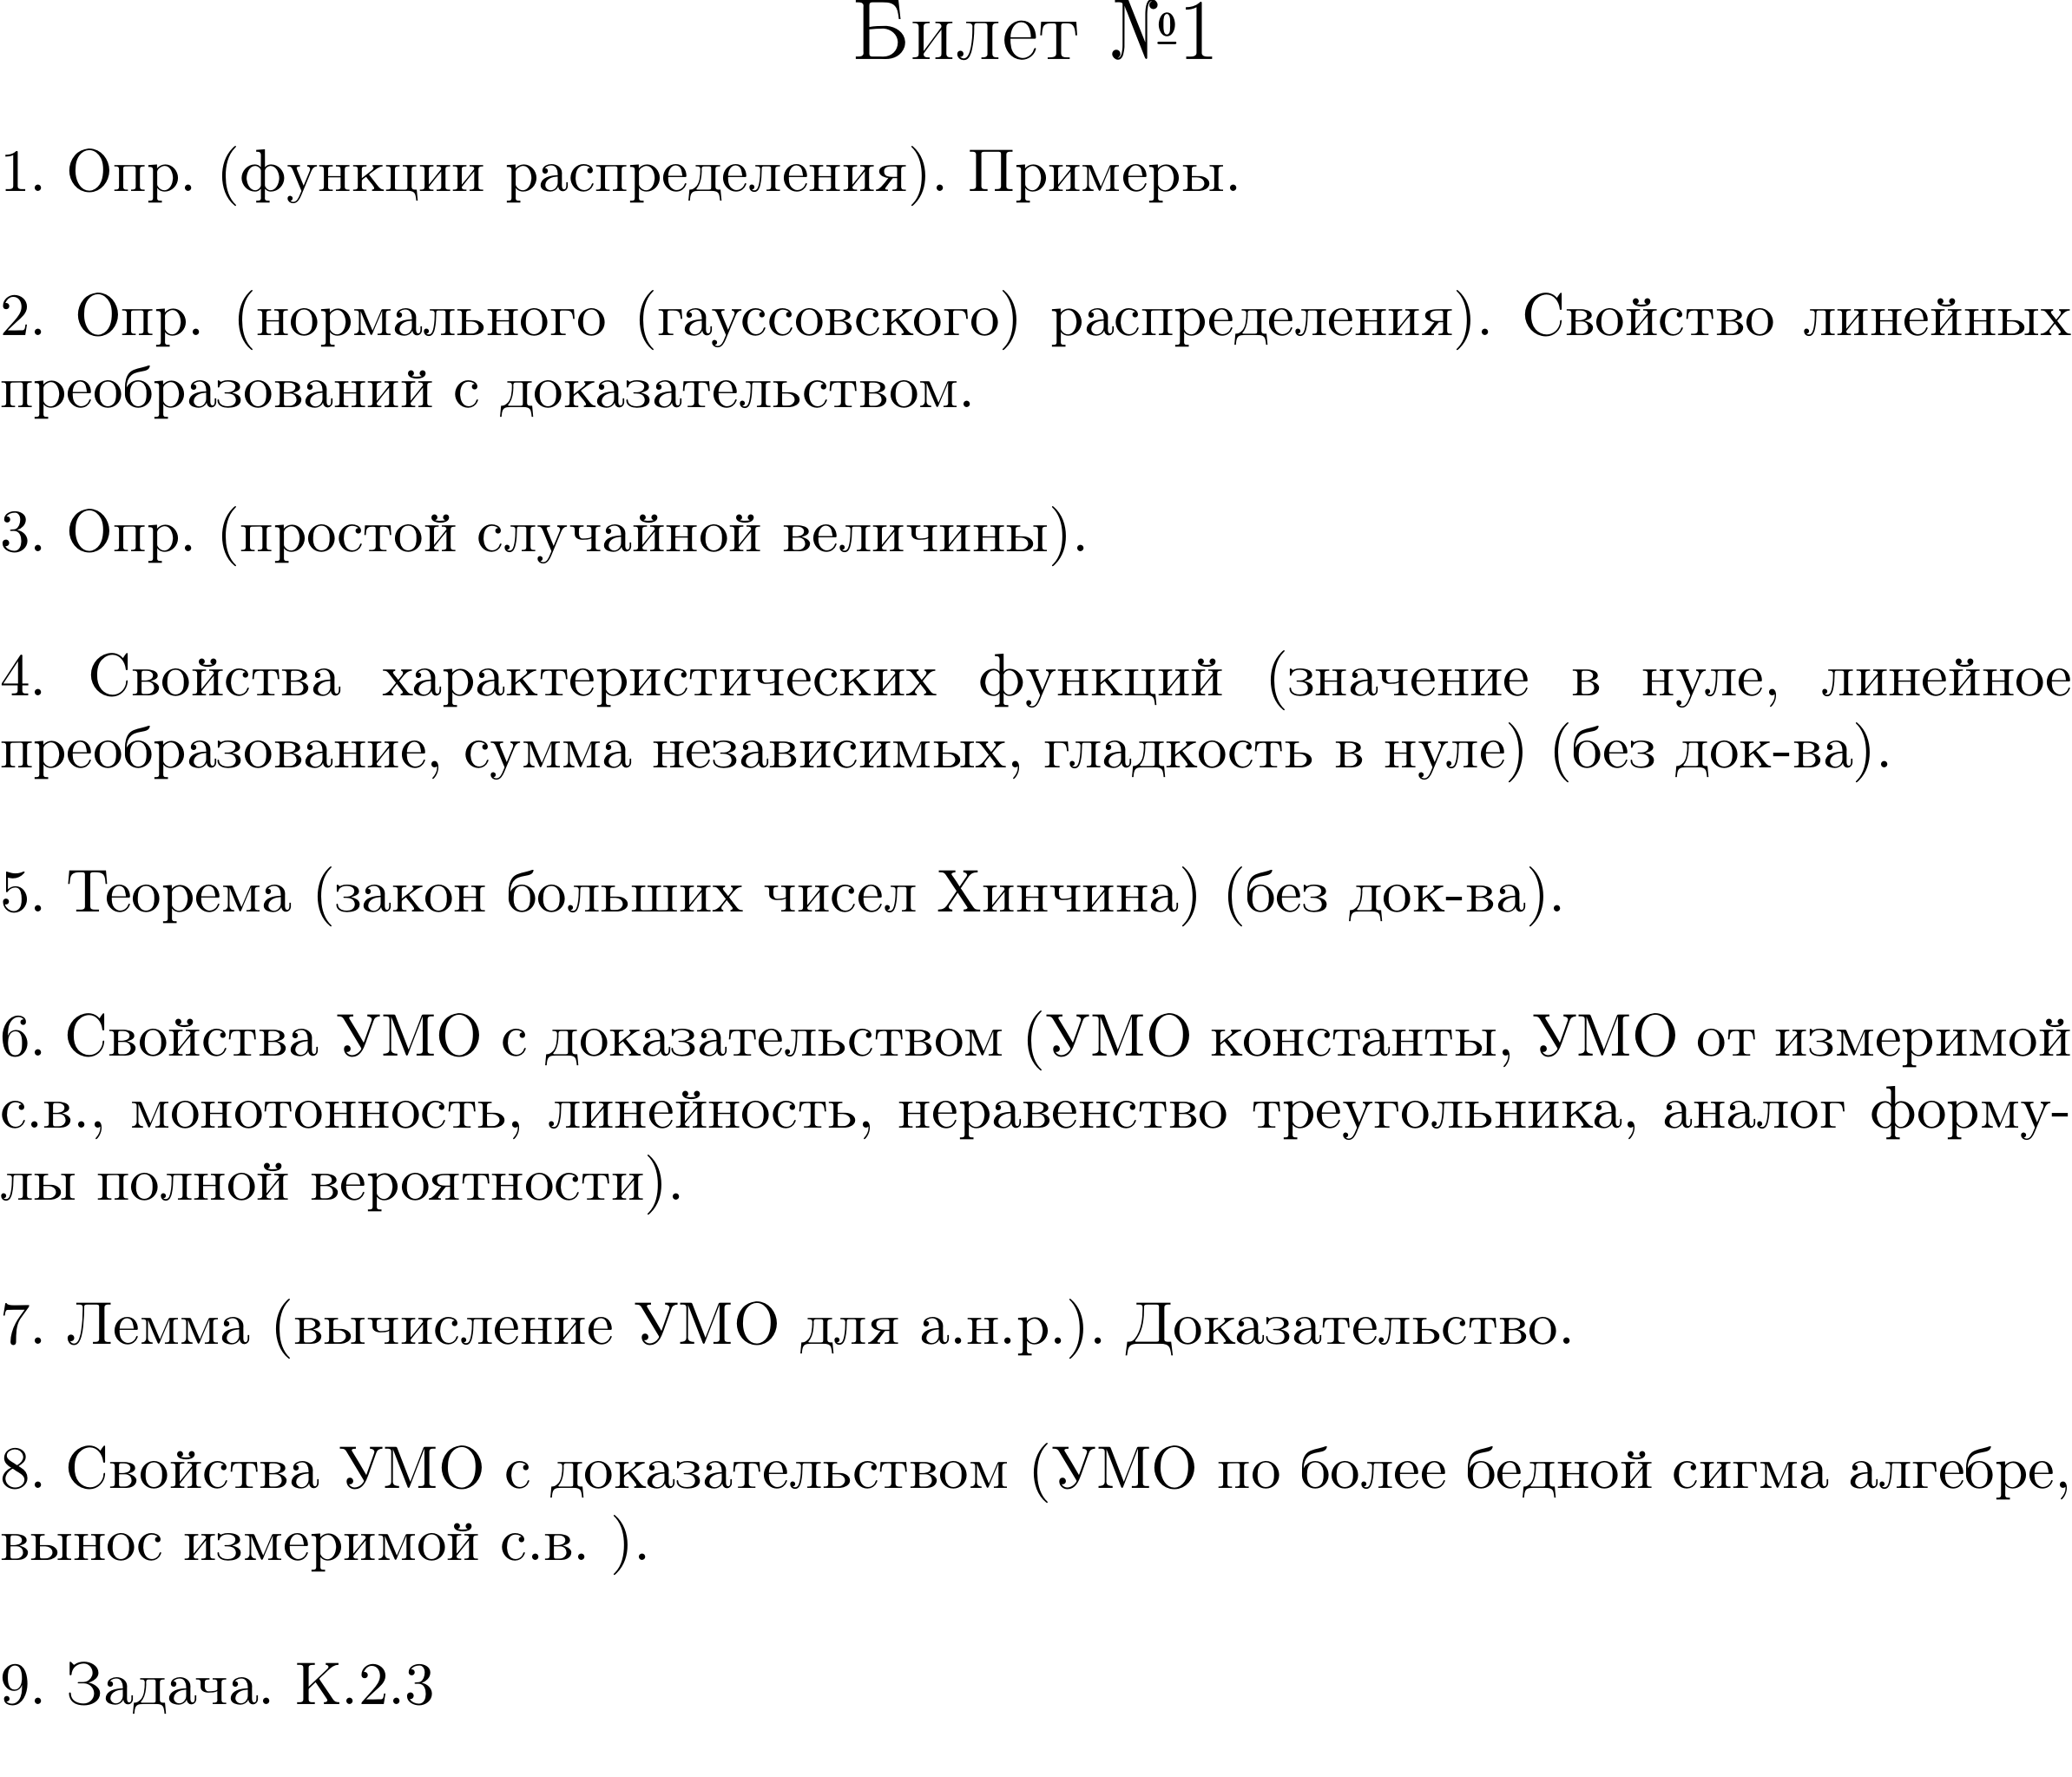 Билет №1
1. Опр. (функции распределения). Примеры.
2. Опр. (нормального (гауссовского) распределения). Свойство линейных
преобразований с доказательством.
3. Опр. (простой случайной величины).
4. Свойства характеристических функций (значение в нуле, линейное
преобразование, сумма независимых, гладкость в нуле) (без док-ва).
5. Теорема (закон больших чисел Хинчина) (без док-ва).
6. Свойства УМО с доказательством (УМО константы, УМО от измеримой
с.в., монотонность, линейность, неравенство треугольника, аналог форму-
лы полной вероятности).
7. Лемма (вычисление УМО для а.н.р.). Доказательство.
8. Свойства УМО с доказательством (УМО по более бедной сигма алгебре,
вынос измеримой с.в. ).
9. Задача. К.2.3